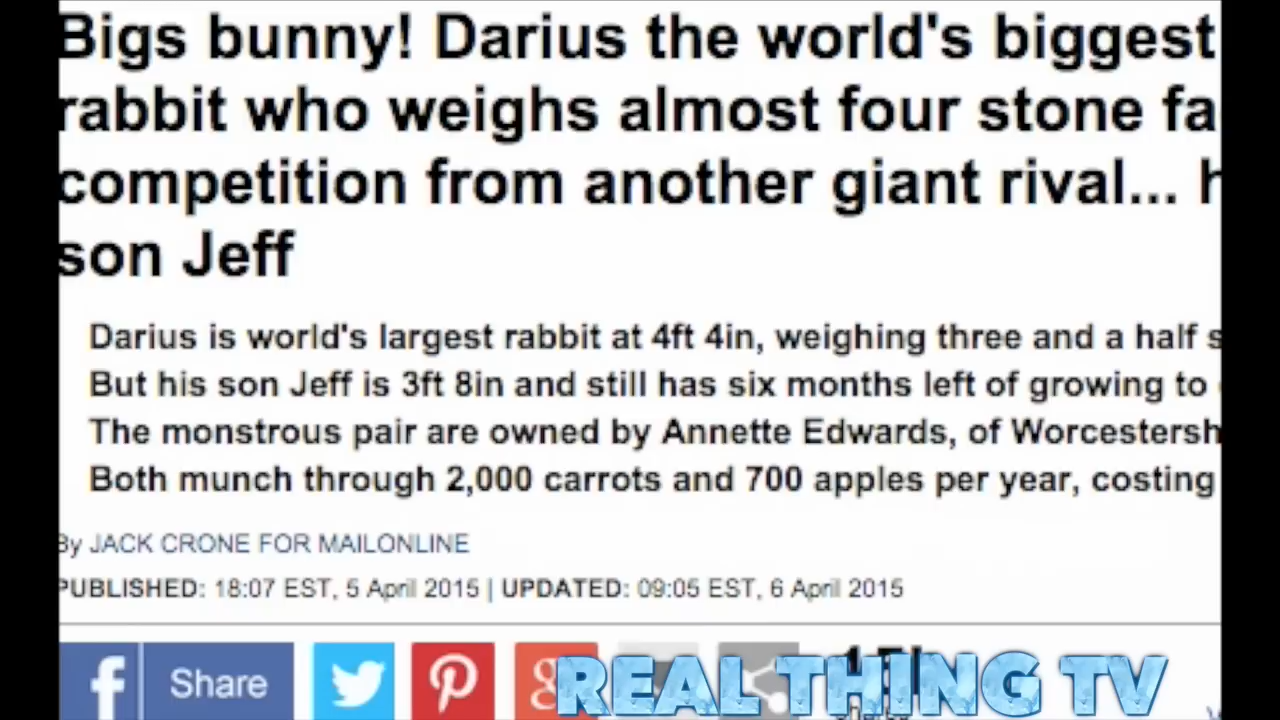 Bigs bunny! Darius the world's biggest
rabbit who weighs almost four stone fa
competition from another giant rival... h
son Jeff
Darius is world's largest rabbit at 4ft 4in, weighing three and a half s
But his son Jeff is 3ft 8in and still has six months left of growing to
The monstrous pair are owned by Annette Edwards, of Worcestersh
Both munch through 2,000 carrots and 700 apples per year, costing
By JACK CRONE FOR MAILONLINE
PUBLISHED: 18:07 EST, 5 April 2015 | UPDATED: 09:05 EST, 6 April 2015
f Share
REAL THING TV